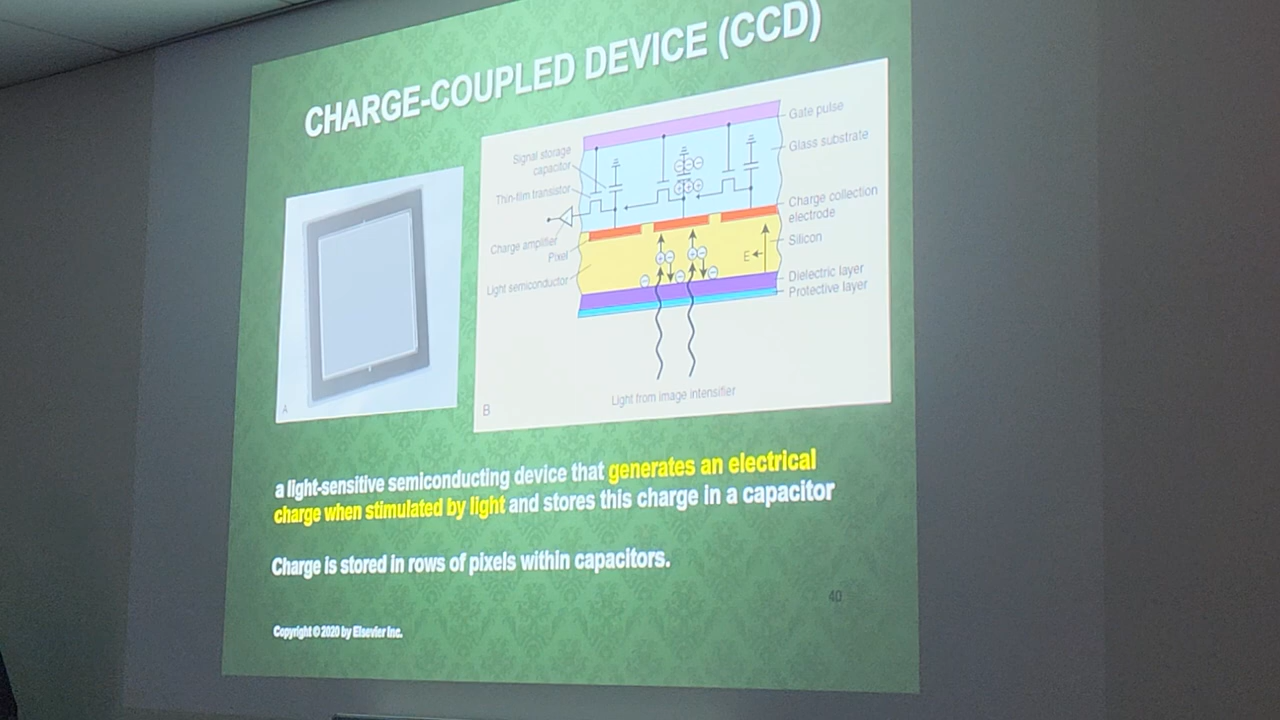 CHARGE-COUPLED DEVICE (CCD)
A
Signal storage
capacitor
Thin-film transistor
Charge amplifier
Pixel
Light semiconductor
Gate pulse
Glass substrate
Charge collection
electrode
Silicon
E
Dielectric layer
Protective layer
Light from image intensifier
B
a light-sensitive semiconducting device that generates an electrical
charge when stimulated by light and stores this charge in a capacitor
Charge is stored in rows of pixels within capacitors.
40
Copyright © 2020 by Elsevier Inc.